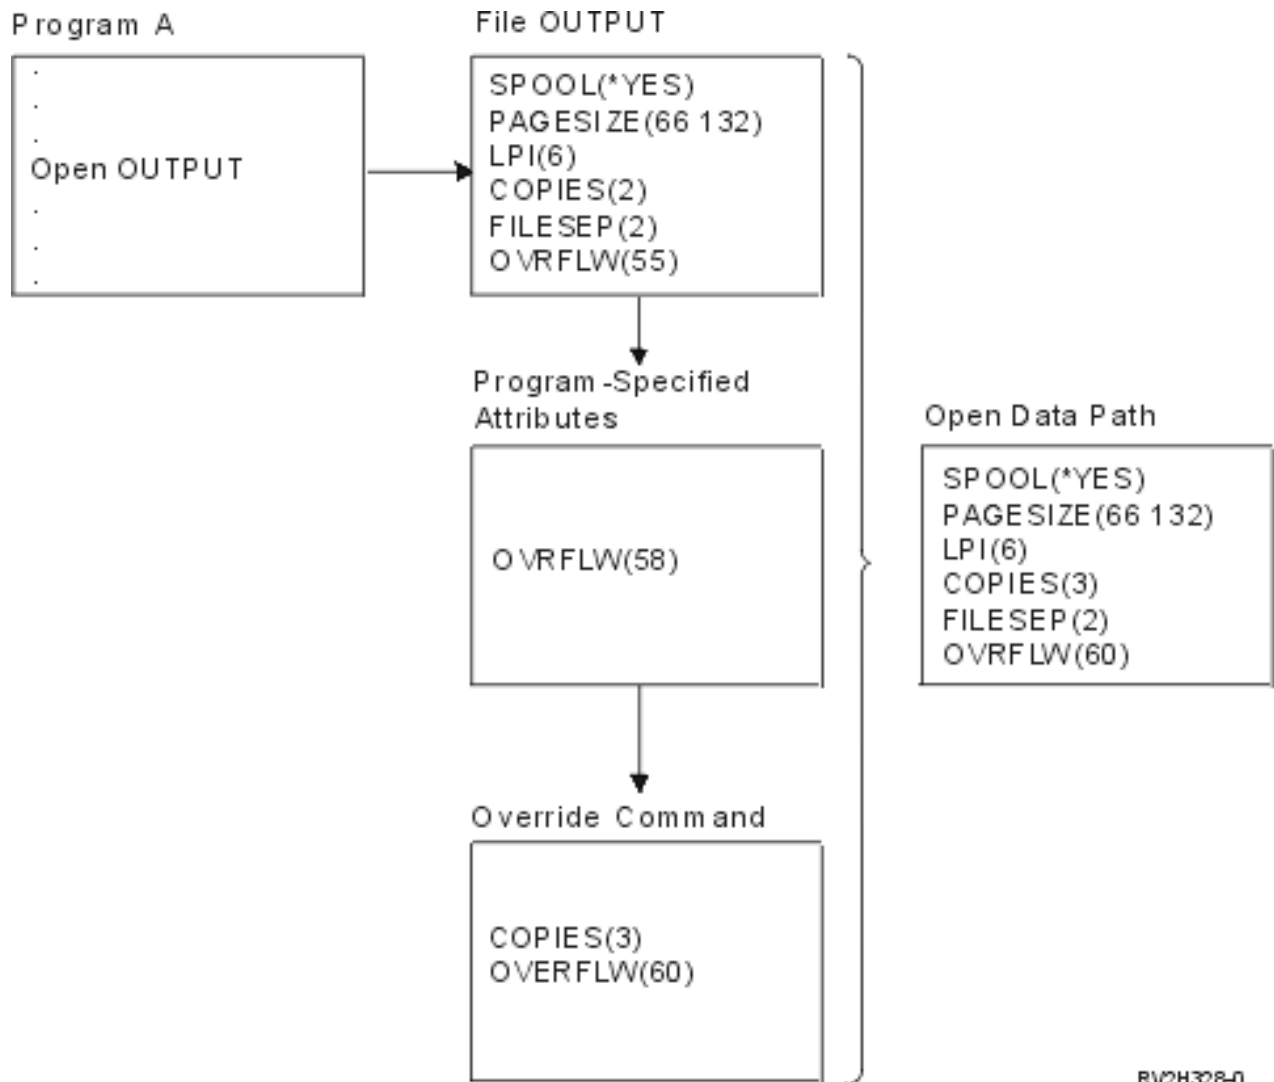 Program A
.
.
.
Open OUTPUT
.
.
.
File OUTPUT
SPOOL(*YES)
PAGESIZE(66 132)
LPI(6)
COPIES(2)
FILESEP(2)
OVRFLW(55)
Program-Specified
Attributes
OVRFLW(58)
Override Command
COPIES(3)
OVERFLW(60)
Open Data Path
SPOOL(*YES)
PAGESIZE(66 132)
LPI(6)
COPIES(3)
FILESEP(2)
OVRFLW(60)
RV2H328-0